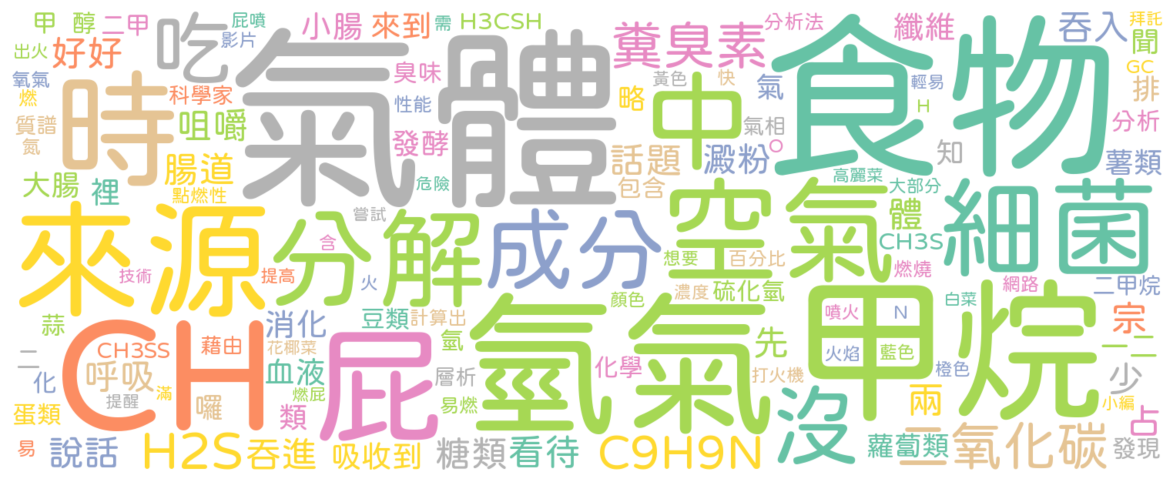 甲醇 二甲 屁噴 需 H3CSH 分析法 拜託
出火 好好 影片 吃 小腸 來到 糞臭素 纖維 吞入 聞
氧氣 科學家 臭味 黃色 快 氣 輕易 GC
燃 時 氣體 性能 略 中 食物 H 排
質譜 咀嚼 發酵 氣相 分析
氮 話題 澱粉 知 薯類
大腸 裡 腸道 危險 包含 高麗菜 大部分
點燃性 嘗試 體
來源 分解 成分 空氣 細菌
含 CH3S
技術 提高 火 想要 百分比 燃燒 網路 二甲烷
顏色 濃度 硫化氫 白菜
蒜 消化 豆類 計算出 噴火 N 宗
CH 屁 氫氣 甲烷
CH3SS 藉由 花椰菜 氫 先 火焰 藍色 一二
二 呼吸 血液 層析 化學 橙色 少
化 提醒 滿 燃屁 打火機
蛋類 囉 類 易燃 沒 兩 小編 占
易 說話 H2S 吞進 吸收到 糖類 看待 C9H9N 蘿蔔類 二氧化碳 發現